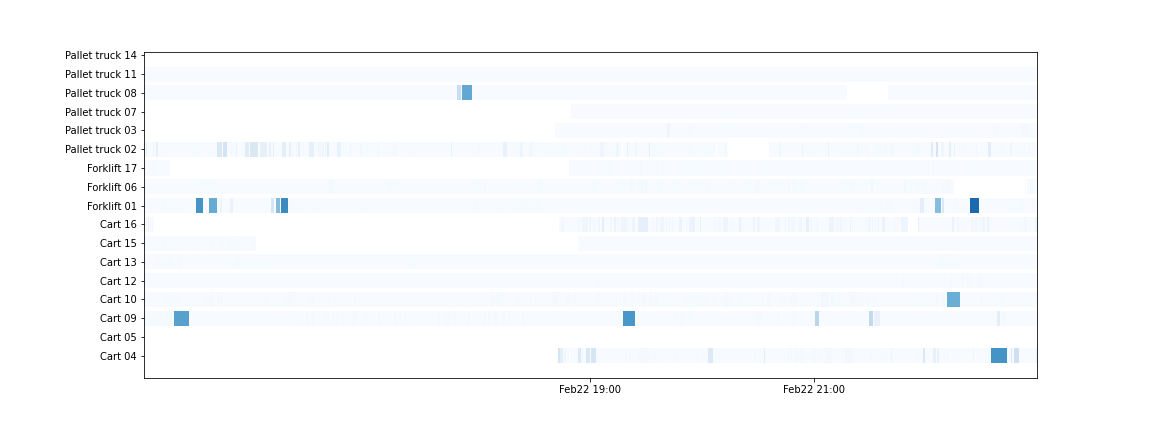 Pallet truck 14
Pallet truck 11
Pallet truck 08
Pallet truck 07
Pallet truck 03
Pallet truck 02
Forklift 17
Forklift 06
Forklift 01
Cart 16
Cart 15
Cart 13
Cart 12
Cart 10
Cart 09
Cart 05
Cart 04
Feb22 19:00
Feb22 21:00